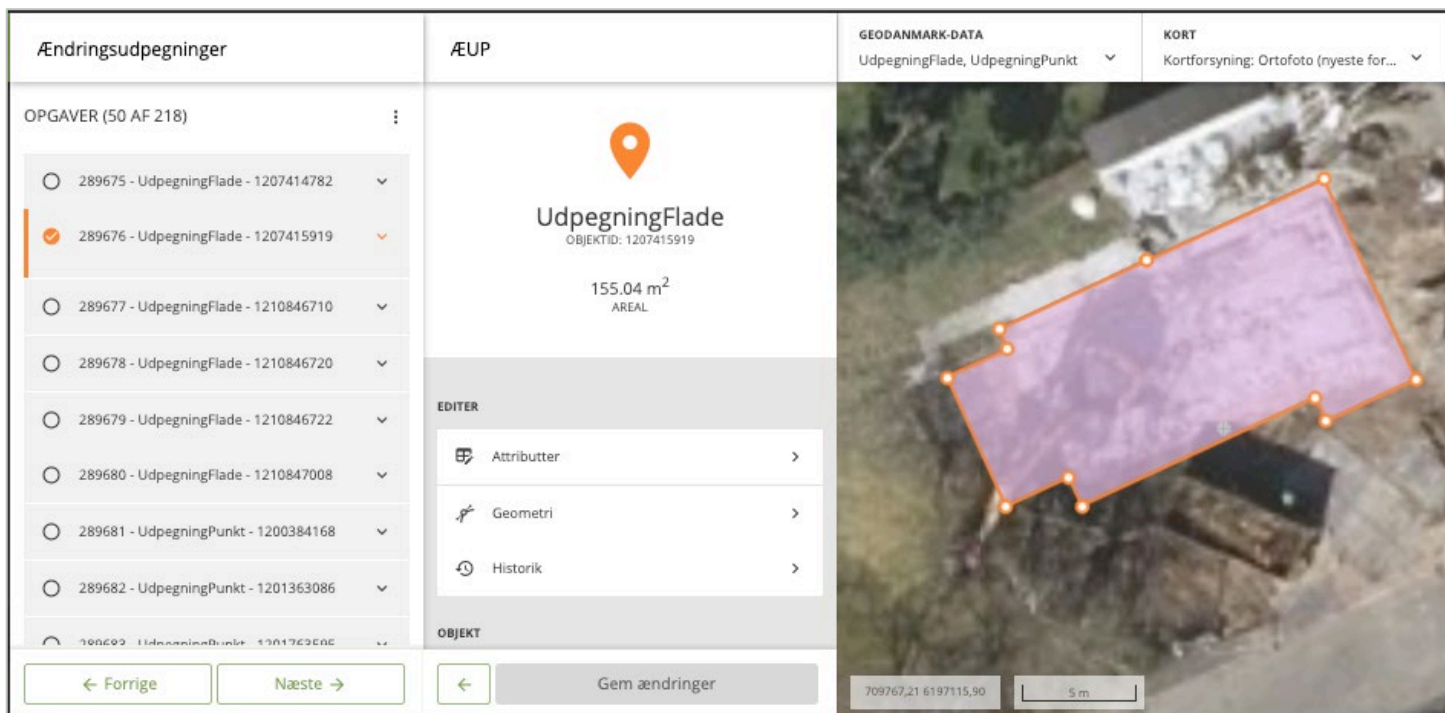 Ændringsudpegninger
OPGAVER (50 AF 218)
289675 - UdpegningFlade - 1207414782
289676 - UdpegningFlade - 1207415919
289677 - UdpegningFlade - 1210846710
289678 - UdpegningFlade - 1210846720
289679 - UdpegningFlade - 1210846722
289680 - UdpegningFlade - 1210847008
289681 - UdpegningPunkt - 1200384168
289682 - UdpegningPunkt - 1201363086
289683 - UdpegningPunkt - 1201763595
← Forrige
Næste →
ÆUP
UdpegningFlade
OBJEKTID: 1207415919
155.04 m²
AREAL
EDITER
Attributter
Geometri
Historik
OBJEKT
Gem ændringer
GEODANMARK-DATA
UdpegningFlade, UdpegningPunkt
KORT
Kortforsyning: Ortofoto (nyeste for...
709767,21 6197115,90
5 m